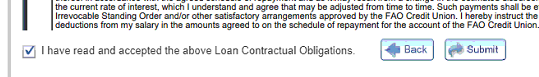 the current rate of interest, which I understand and agree that may be adjusted from time to time. Such payments shall be e
Irrevocable Standing Order and/or other satisfactory arrangements approved by the FAO Credit Union. I hereby instruct the
deductions from my salary in the amounts agreed to on the schedule of repayment for the account of the FAO Credit Union.
I have read and accepted the above Loan Contractual Obligations.
Back
Submit